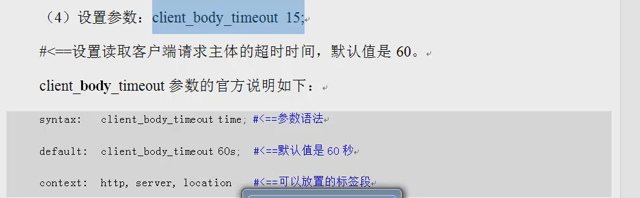 （4）设置参数：client_body_timeout 15;
#<==设置读取客户端请求主体的超时时间，默认值是 60。
client_body_timeout 参数的官方说明如下：
syntax: client_body_timeout time; #<==参数语法
default: client_body_timeout 60s; #<==默认值是 60 秒
context: http, server, location #<==可以放置的标签段